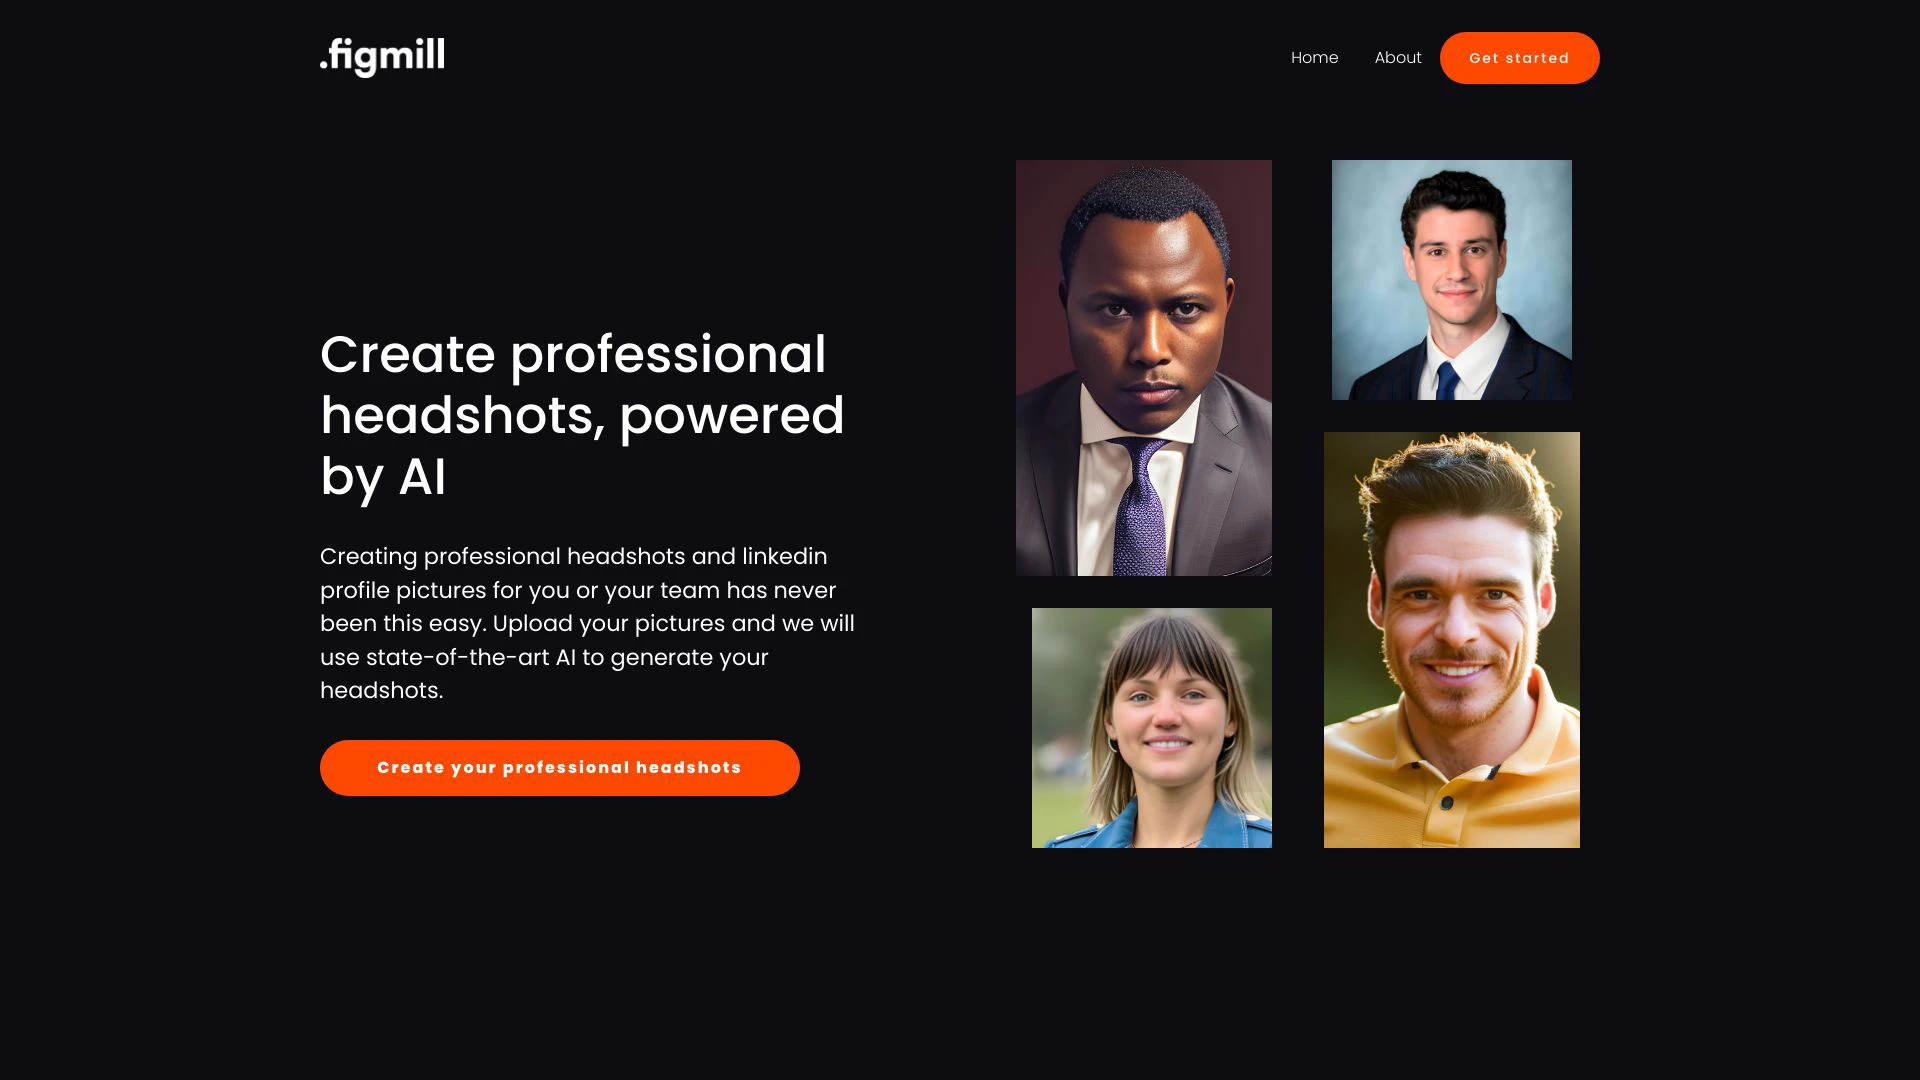 .figmill
Home
About
Get started
Create professional
headshots, powered
by AI
Creating professional headshots and linkedin
profile pictures for you or your team has never
been this easy. Upload your pictures and we will
use state-of-the-art AI to generate your
headshots.
Create your professional headshots